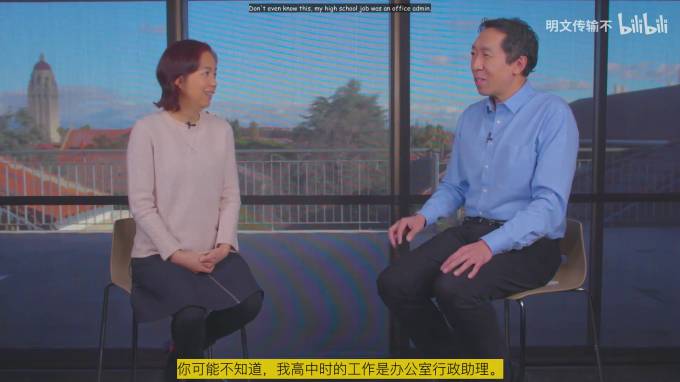 Don't even know this, my high school job was an office admin.
明文传输不 bilibili
你可能不知道，我高中时的工作是办公室行政助理。